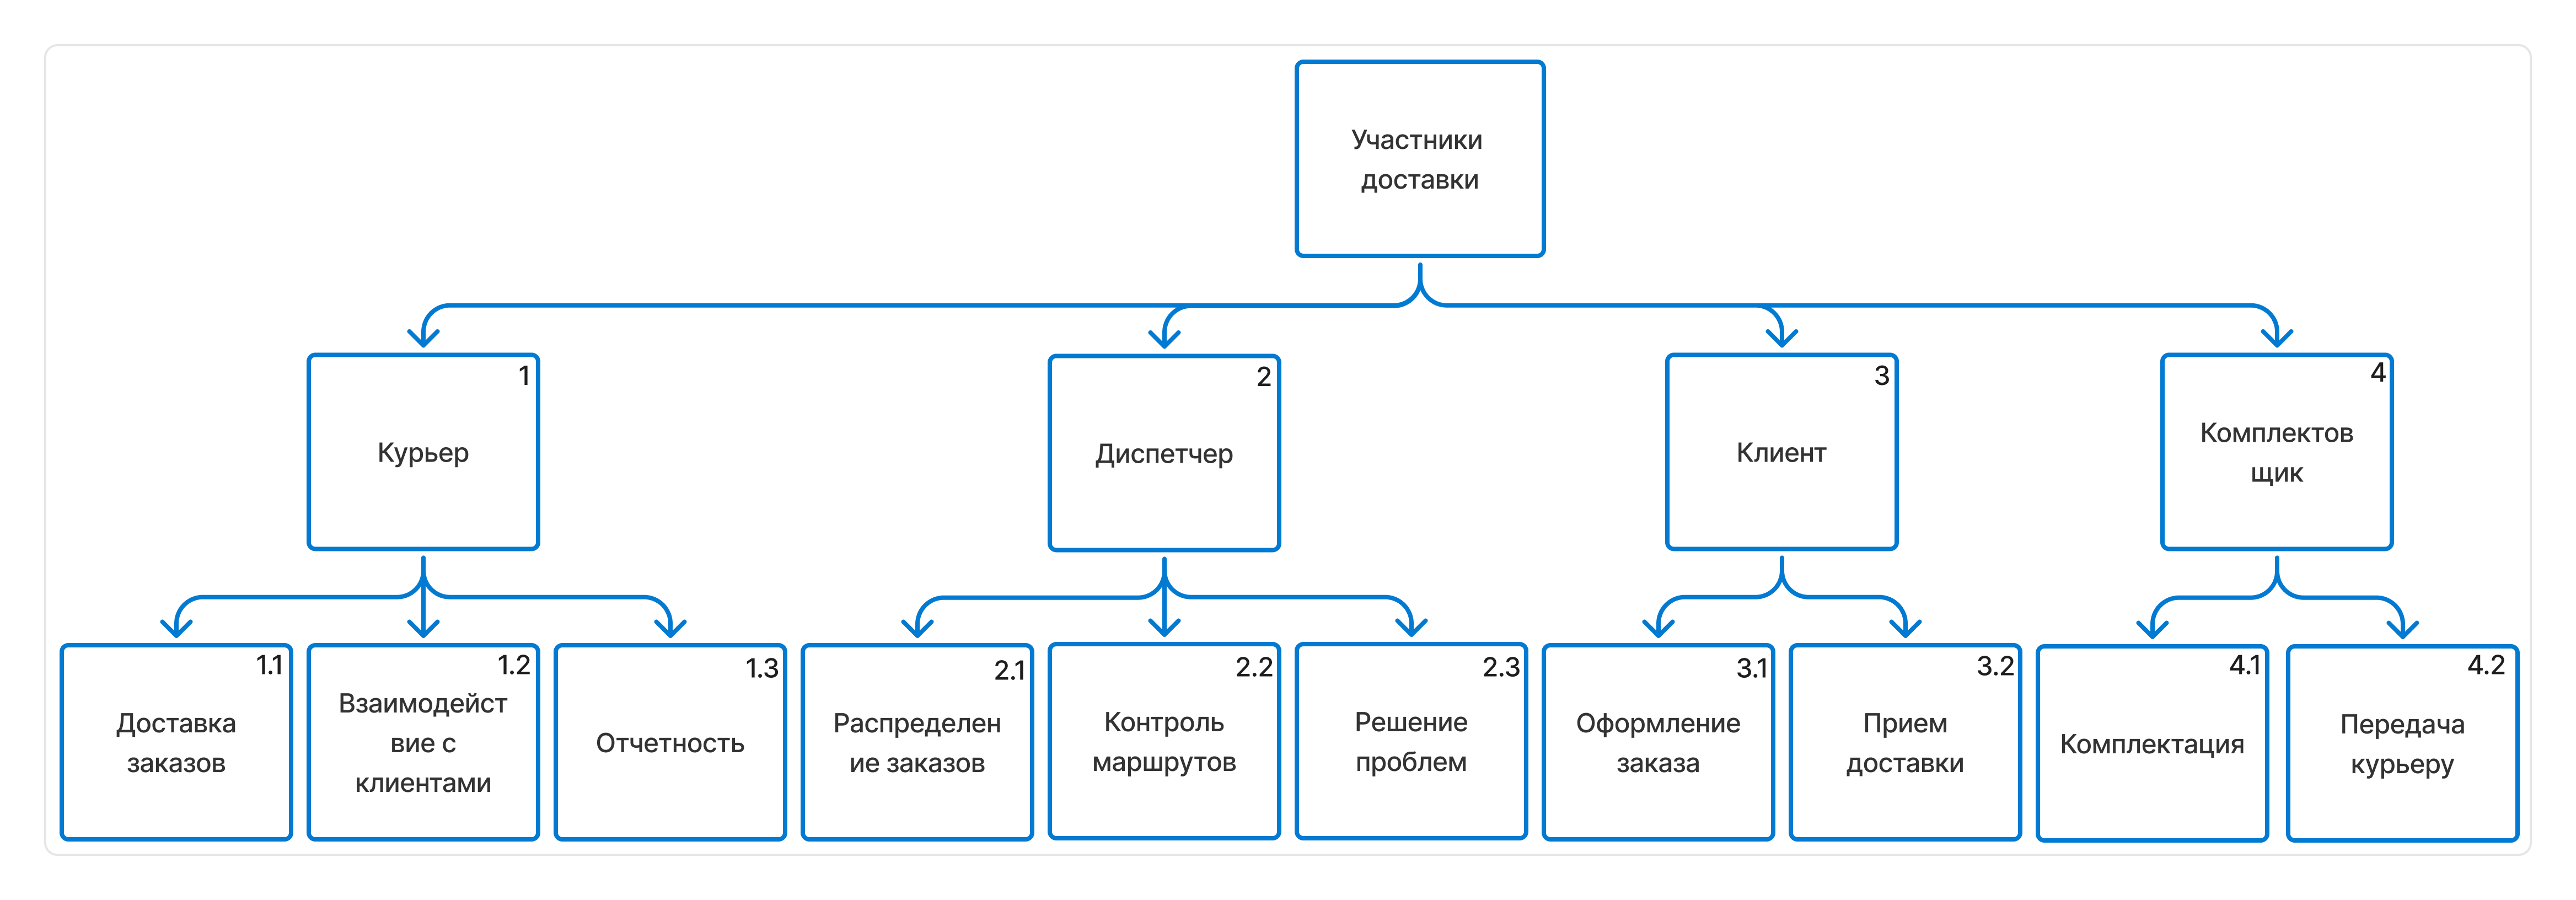 Участники
доставки
1
Курьер
2
Диспетчер
3
Клиент
4
Комплектов
щик
1.1
Доставка
заказов
1.2
Взаимодейст
вие с
клиентами
1.3
Отчетность
2.1
Распределен
ие заказов
2.2
Контроль
маршрутов
2.3
Решение
проблем
3.1
Оформление
заказа
3.2
Прием
доставки
4.1
Комплектация
4.2
Передача
курьеру